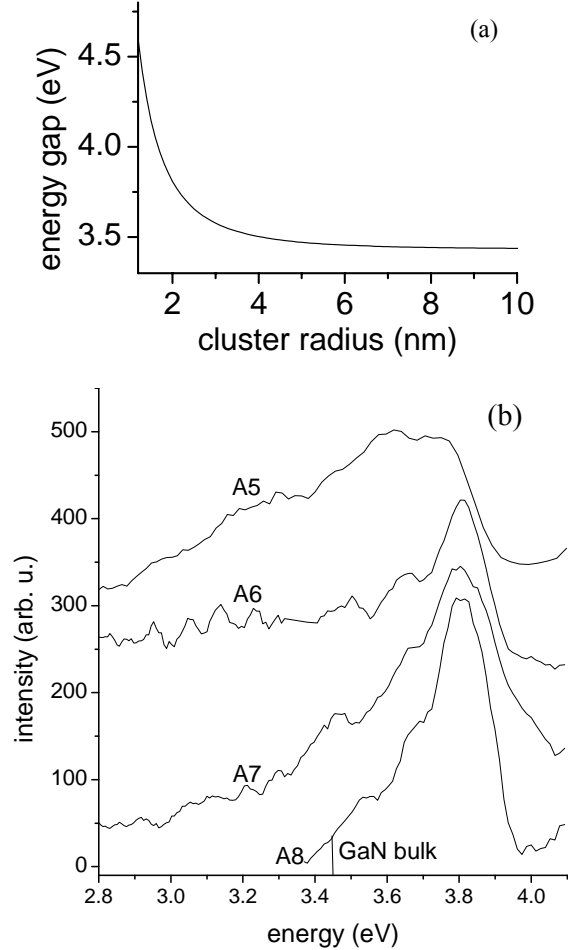 (a)
4.5
4.0
3.5
energy gap (eV)
2 4 6 8 10
cluster radius (nm)
(b)
500
400
300
200
100
0
intensity (arb. u.)
A5
A6
A7
A8
GaN bulk
2.8 3.0 3.2 3.4 3.6 3.8 4.0
energy (eV)